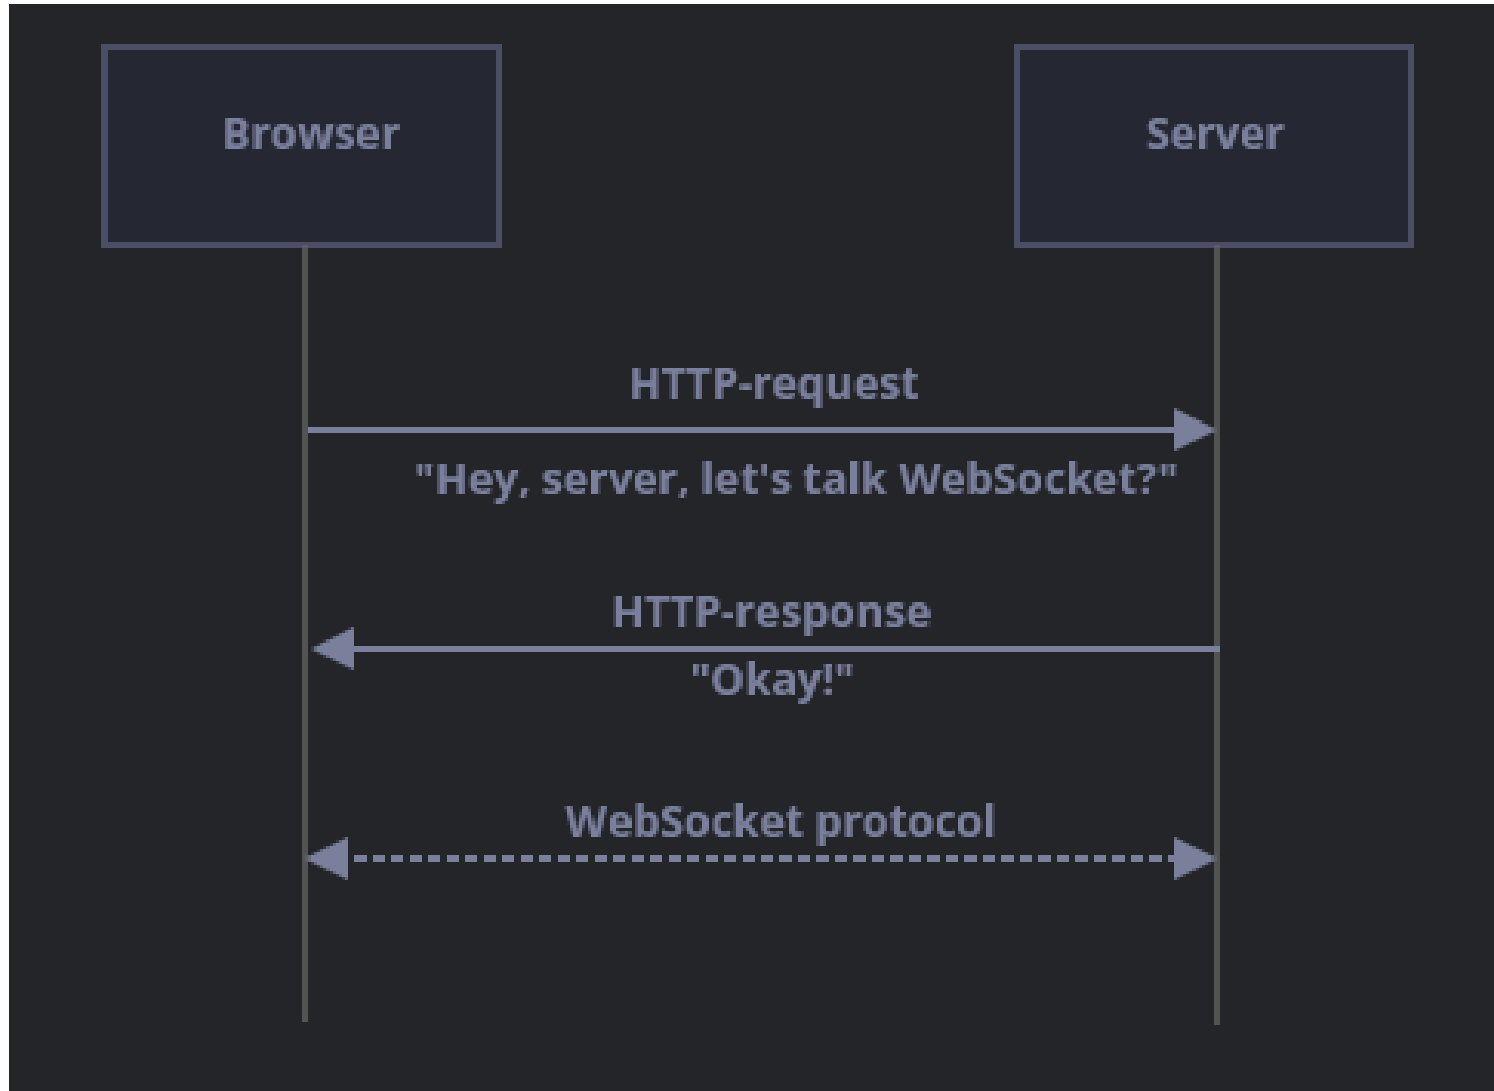 Browser
Server
HTTP-request
"Hey, server, let's talk WebSocket?"
HTTP-response
"Okay!"
WebSocket protocol